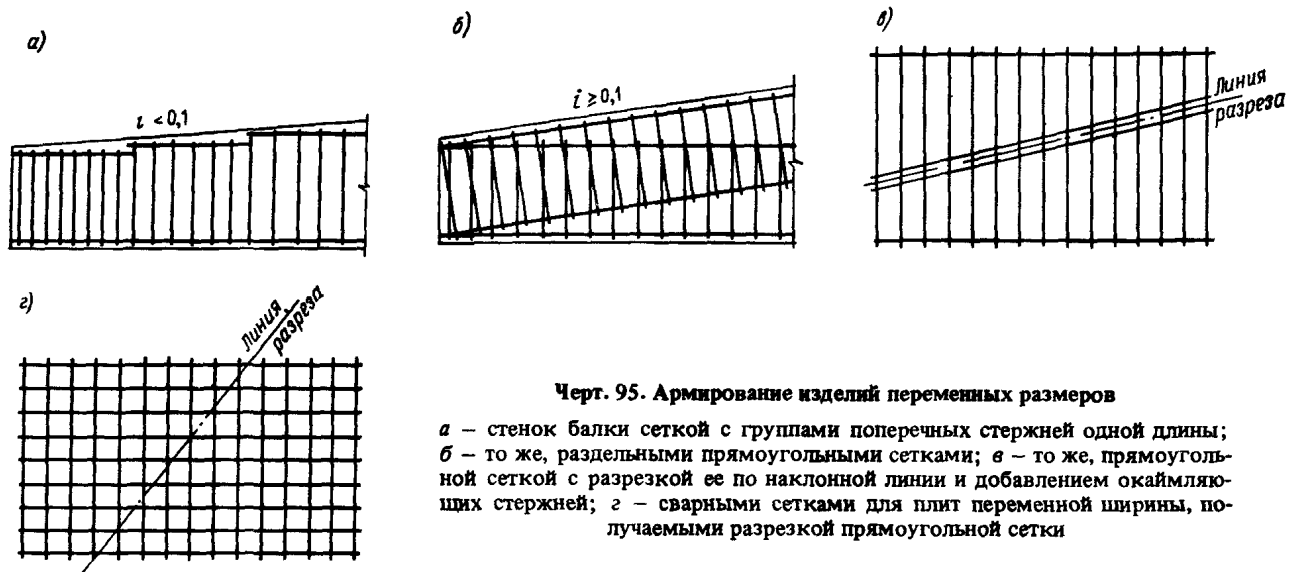 а)
i < 0,1
б)
i ≥ 0,1
в)
Линия
разреза
г)
Линия
разреза
Черт. 95. Армирование изделий переменных размеров
а – стенок балки сеткой с группами поперечных стержней одной длины;
б – то же, раздельными прямоугольными сетками; в – то же, прямоуголь-
ной сеткой с разрезкой ее по наклонной линии и добавлением окаймляю-
щих стержней; г – сварными сетками для плит переменной ширины, по-
лучаемыми разрезкой прямоугольной сетки